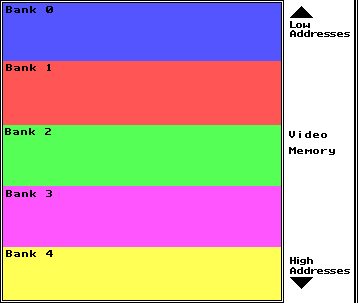 Bank 0
Bank 1
Bank 2
Bank 3
Bank 4
Low
Addresses
Video
Memory
High
Addresses